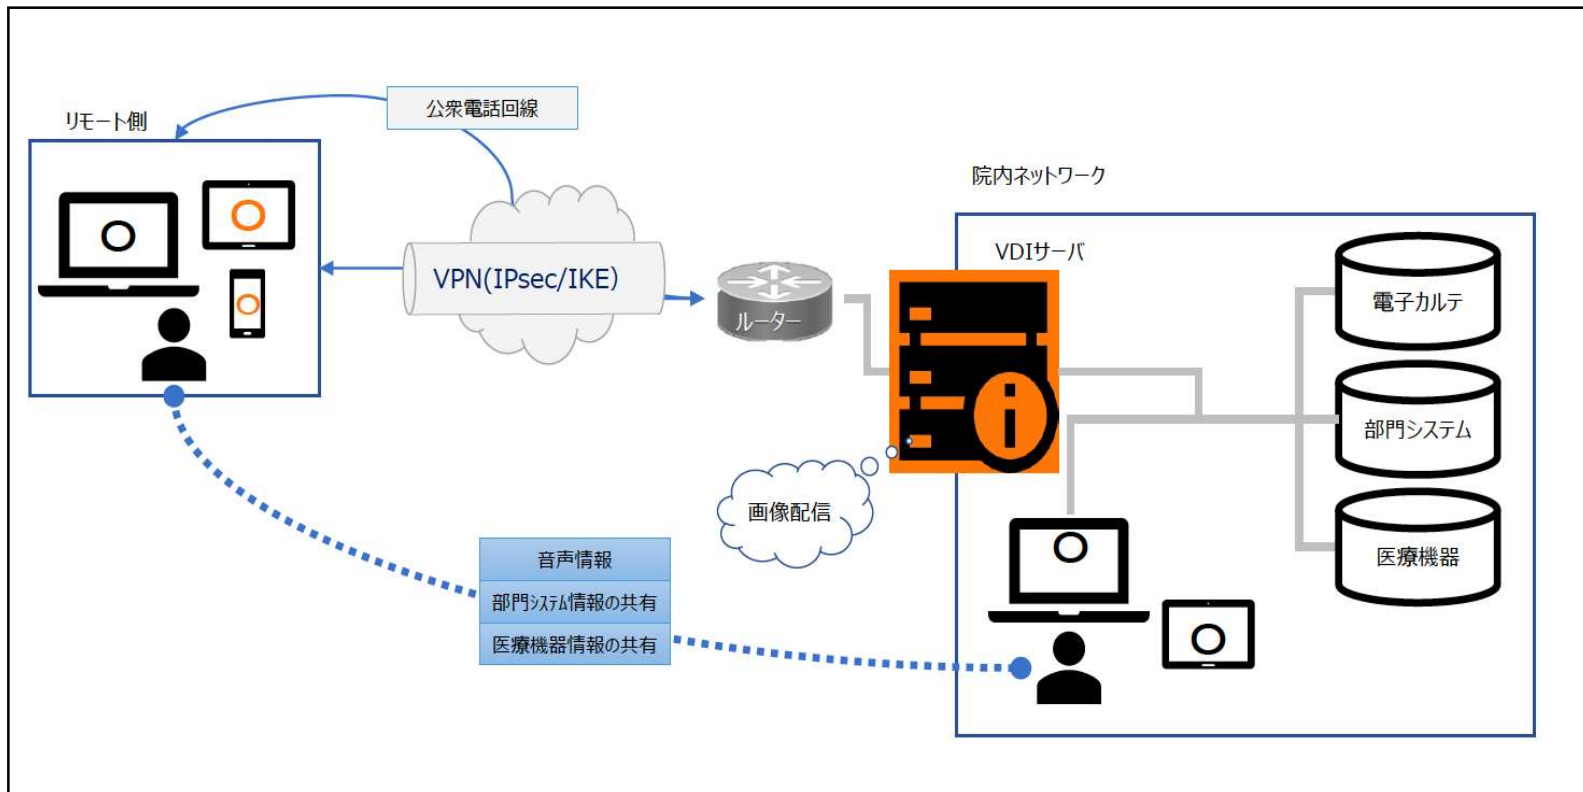 公衆電話回線
リモート側
院内ネットワーク
VDIサーバ
VPN(IPsec/IKE)
電子カルテ
ルーター
部門システム
画像配信
音声情報
医療機器
部門システム情報の共有
医療機器情報の共有